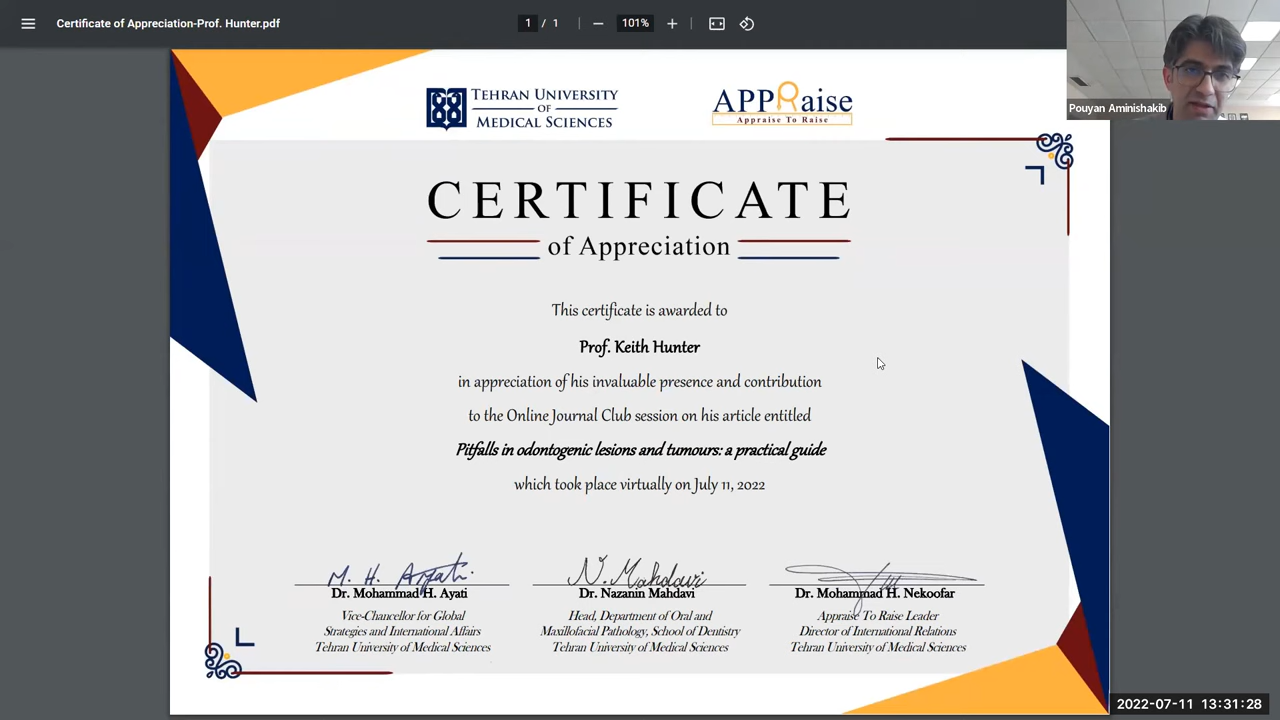 Certificate of Appreciation-Prof. Hunter.pdf
1 / 1
101%
Pouyan Aminishakib
TEHRAN UNIVERSITY
OF
MEDICAL SCIENCES
APPRaise
Appraise To Raise
CERTIFICATE
of Appreciation
This certificate is awarded to
Prof. Keith Hunter
in appreciation of his invaluable presence and contribution
to the Online Journal Club session on his article entitled
Pitfalls in odontogenic lesions and tumours: a practical guide
which took place virtually on July 11, 2022
M. H. Ayati
N. Mahdavi
Dr. Mohammad H. Ayati
Vice-Chancellor for Global
Strategies and International Affairs
Tehran University of Medical Sciences
Dr. Nazanin Mahdavi
Head, Department of Oral and
Maxillofacial Pathology, School of Dentistry
Tehran University of Medical Sciences
Dr. Mohammad H. Nekoofar
Appraise To Raise Leader
Director of International Relations
Tehran University of Medical Sciences
2022-07-11 13:31:28